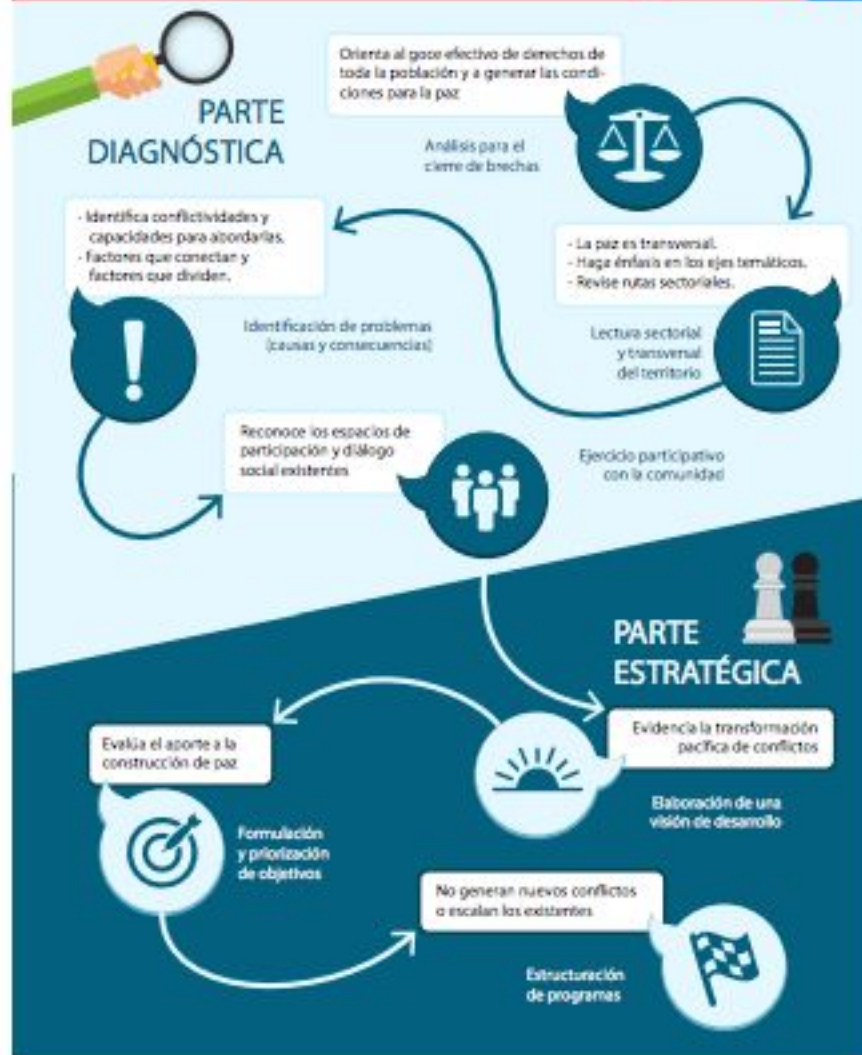 PARTE
DIAGNÓSTICA
Orienta al goce efectivo de derechos de
toda la población y a generar las condi-
ciones para la paz
Análisis para el
cierre de brechas
- La paz es transversal.
- Haga énfasis en los ejes temáticos.
- Revise rutas sectoriales.
Lectura sectorial
y transversal
del territorio
- Identifica conflictividades y
capacidades para abordarlas.
- Factores que conectan y
factores que dividen.
Identificación de problemas
(causas y consecuencias)
Reconoce los espacios de
participación y diálogo
social existentes
Ejercicio participativo
con la comunidad
PARTE
ESTRATÉGICA
Evidencia la transformación
pacífica de conflictos
Elaboración de una
visión de desarrollo
Evalúa el aporte a la
construcción de paz
Formulación
y priorización
de objetivos
No generan nuevos conflictos
o escalan los existentes
Estructuración
de programas